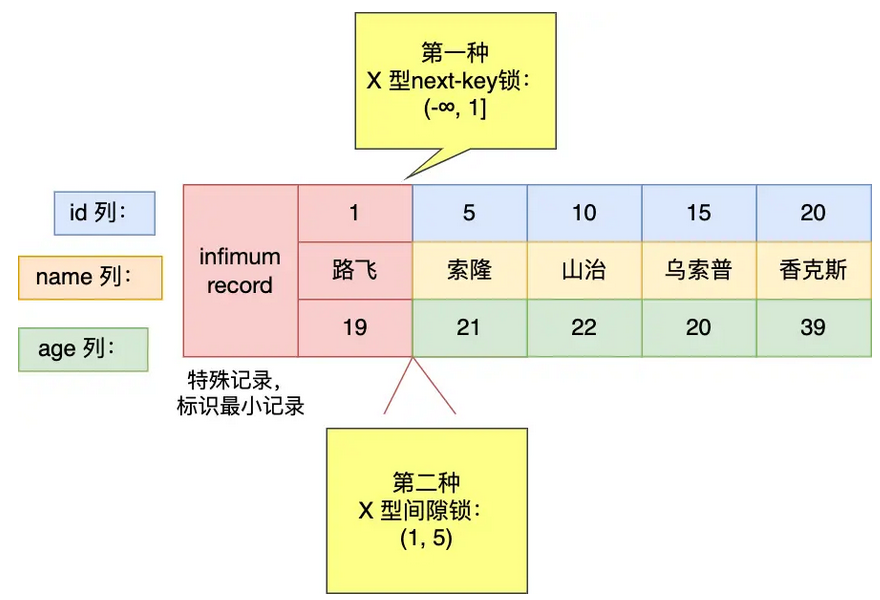 第一种
X 型next-key锁：
(-∞, 1]
id 列：
1
5
10
15
20
infimum
record
name 列：
路飞
索隆
山治
乌索普
香克斯
age 列：
19
21
22
20
39
特殊记录，
标识最小记录
第二种
X 型间隙锁：
(1, 5)